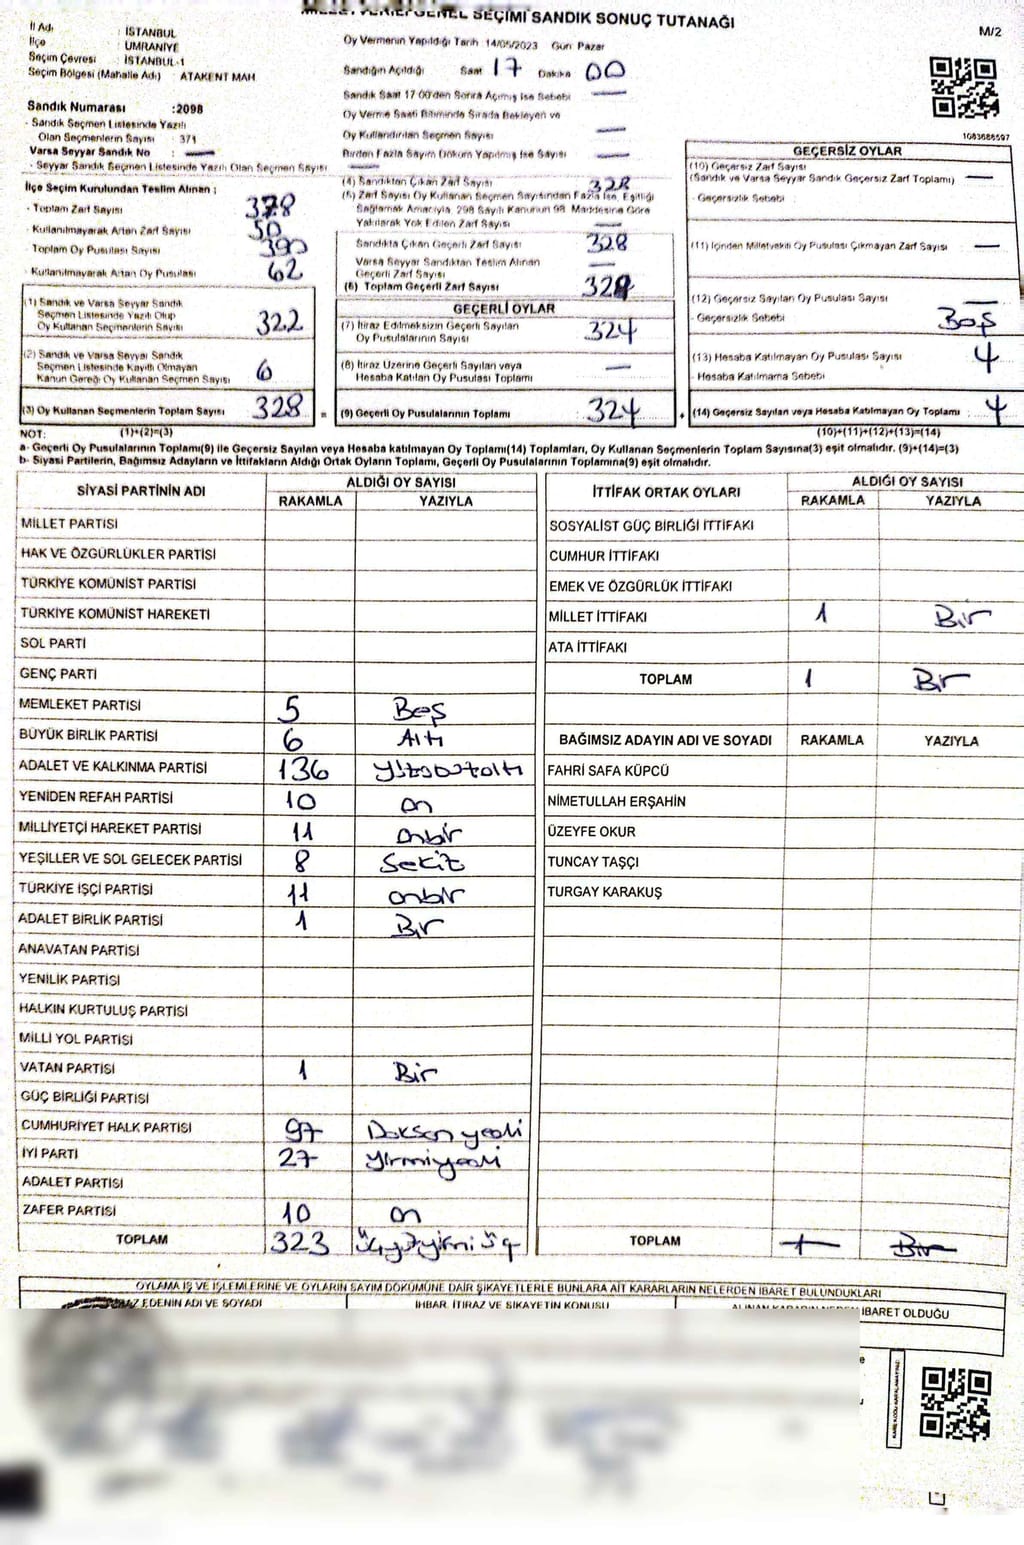 MİLLETVEKİLİ GENEL SEÇİMİ SANDIK SONUÇ TUTANAĞI
M/2
İl Adı : İSTANBUL
İlçe : ÜMRANİYE
Seçim Çevresi : İSTANBUL-1
Seçim Bölgesi (Mahalle Adı) : ATAKENT MAH
Sandık Numarası :2098
- Sandık Seçmen Listesinde Yazılı
Olan Seçmenlerin Sayısı : 371
Varsa Seyyar Sandık No : —
- Seyyar Sandık Seçmen Listesinde Yazılı Olan Seçmen Sayısı : —
İlçe Seçim Kurulundan Teslim Alınan :
- Toplam Zarf Sayısı 378
- Kullanılmayarak Artan Zarf Sayısı 50
Toplam Oy Pusulası Sayısı 390
- Kullanılmayarak Artan Oy Pusulası 62
(1) Sandık ve Varsa Seyyar Sandık
Seçmen Listesinde Yazılı Olup
Oy Kullanan Seçmenlerin Sayısı 322
(2) Sandık ve Varsa Seyyar Sandık
Seçmen Listesinde Kayıtlı Olmayan
Kanun Gereği Oy Kullanan Seçmen Sayısı 6
(3) Oy Kullanan Seçmenlerin Toplam Sayısı 328 =
Oy Vermenin Yapıldığı Tarih 14/05/2023 Gün Pazar
Sandığın Açıldığı Saat 17 Dakika 00
Sandık Saat 17:00'den Sonra Açılmış İse Sebebi —
Oy Verme Saati Bitiminde Sırada Bekleyen ve
Oy Kullandırılan Seçmen Sayısı —
Birden Fazla Sayım Döküm Yapılmış İse Sayısı —
(4) Sandıktan Çıkan Zarf Sayısı 328
(5) Zarf Sayısı Oy Kullanan Seçmen Sayısından Fazla İse, Eşitliği
Sağlamak Amacıyla, 298 Sayılı Kanunun 98. Maddesine Göre
Yakılarak Yok Edilen Zarf Sayısı —
Sandıkta Çıkan Geçerli Zarf Sayısı 328
Varsa Seyyar Sandıktan Teslim Alınan
Geçerli Zarf Sayısı —
(6) Toplam Geçerli Zarf Sayısı 328
GEÇERLİ OYLAR
(7) İtiraz Edilmeksizin Geçerli Sayılan
Oy Pusulalarının Sayısı 324
(8) İtiraz Üzerine Geçerli Sayılan veya
Hesaba Katılan Oy Pusulası Toplamı —
(9) Geçerli Oy Pusulalarının Toplamı 324 +
1083686597
GEÇERSİZ OYLAR
(10) Geçersiz Zarf Sayısı
(Sandık ve Varsa Seyyar Sandık Geçersiz Zarf Toplamı) —
- Geçersizlik Sebebi
(11) İçinden Milletvekili Oy Pusulası Çıkmayan Zarf Sayısı —
(12) Geçersiz Sayılan Oy Pusulası Sayısı —
- Geçersizlik Sebebi Boş
(13) Hesaba Katılmayan Oy Pusulası Sayısı 4
- Hesaba Katılmama Sebebi
(14) Geçersiz Sayılan veya Hesaba Katılmayan Oy Toplamı : 4
NOT: (1)+(2)=(3) (10)+(11)+(12)+(13)=(14)
a- Geçerli Oy Pusulalarının Toplamı(9) ile Geçersiz Sayılan veya Hesaba katılmayan Oy Toplamı(14) Toplamları, Oy Kullanan Seçmenlerin Toplam Sayısına(3) eşit olmalıdır. (9)+(14)=(3)
b- Siyasi Partilerin, Bağımsız Adayların ve İttifakların Aldığı Ortak Oyların Toplamı, Geçerli Oy Pusulalarının Toplamına(9) eşit olmalıdır.
SİYASİ PARTİNİN ADI ALDIĞI OY SAYISI
RAKAMLA YAZIYLA
MİLLET PARTİSİ
HAK VE ÖZGÜRLÜKLER PARTİSİ
TÜRKİYE KOMÜNİST PARTİSİ
TÜRKİYE KOMÜNİST HAREKETİ
SOL PARTİ
GENÇ PARTİ
MEMLEKET PARTİSİ 5 Beş
BÜYÜK BİRLİK PARTİSİ 6 Altı
ADALET VE KALKINMA PARTİSİ 136 Yüzotuzaltı
YENİDEN REFAH PARTİSİ 10 on
MİLLİYETÇİ HAREKET PARTİSİ 11 onbir
YEŞİLLER VE SOL GELECEK PARTİSİ 8 Sekiz
TÜRKİYE İŞÇİ PARTİSİ 11 onbir
ADALET BİRLİK PARTİSİ 1 Bir
ANAVATAN PARTİSİ
YENİLİK PARTİSİ
HALKIN KURTULUŞ PARTİSİ
MİLLİ YOL PARTİSİ
VATAN PARTİSİ 1 Bir
GÜÇ BİRLİĞİ PARTİSİ
CUMHURİYET HALK PARTİSİ 97 Doksanyedi
İYİ PARTİ 27 yirmiyedi
ADALET PARTİSİ
ZAFER PARTİSİ 10 on
TOPLAM 323 Üçyüzyirmi üç
İTTİFAK ORTAK OYLARI ALDIĞI OY SAYISI
RAKAMLA YAZIYLA
SOSYALİST GÜÇ BİRLİĞİ İTTİFAKI
CUMHUR İTTİFAKI
EMEK VE ÖZGÜRLÜK İTTİFAKI
MİLLET İTTİFAKI 1 Bir
ATA İTTİFAKI
TOPLAM 1 Bir
BAĞIMSIZ ADAYIN ADI VE SOYADI RAKAMLA YAZIYLA
FAHRİ SAFA KÜPCÜ
NİMETULLAH ERŞAHİN
ÜZEYFE OKUR
TUNCAY TAŞÇI
TURGAY KARAKUŞ
TOPLAM 1 Bir
OYLAMA İŞ VE İŞLEMLERİNE VE OYLARIN SAYIM DÖKÜMÜNE DAİR ŞİKAYETLERLE BUNLARA AİT KARARLARIN NELERDEN İBARET BULUNDUKLARI
EDENİN ADI VE SOYADI İHBAR, İTİRAZ VE ŞİKAYETİN KONUSU ALINAN KARARIN NEDEN İBARET OLDUĞU